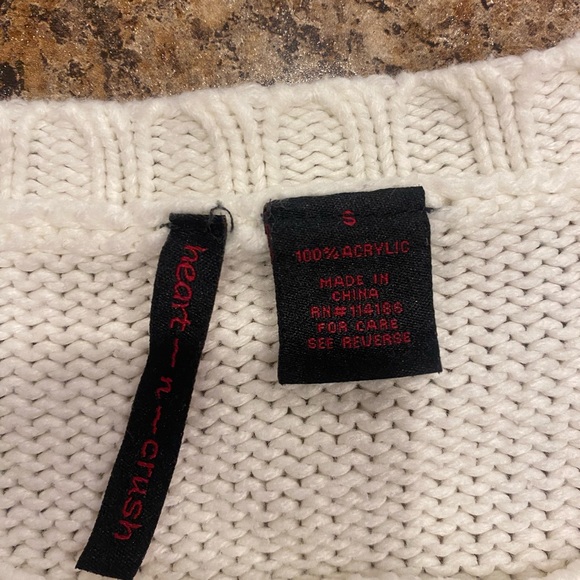 heart-n-crush
S
100% ACRYLIC
MADE IN
CHINA
RN#114186
FOR CARE
SEE REVERSE